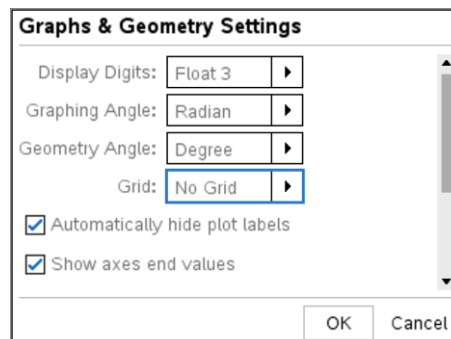 Graphs & Geometry Settings
Display Digits: Float 3
Graphing Angle: Radian
Geometry Angle: Degree
Grid: No Grid
Automatically hide plot labels
Show axes end values
OK Cancel